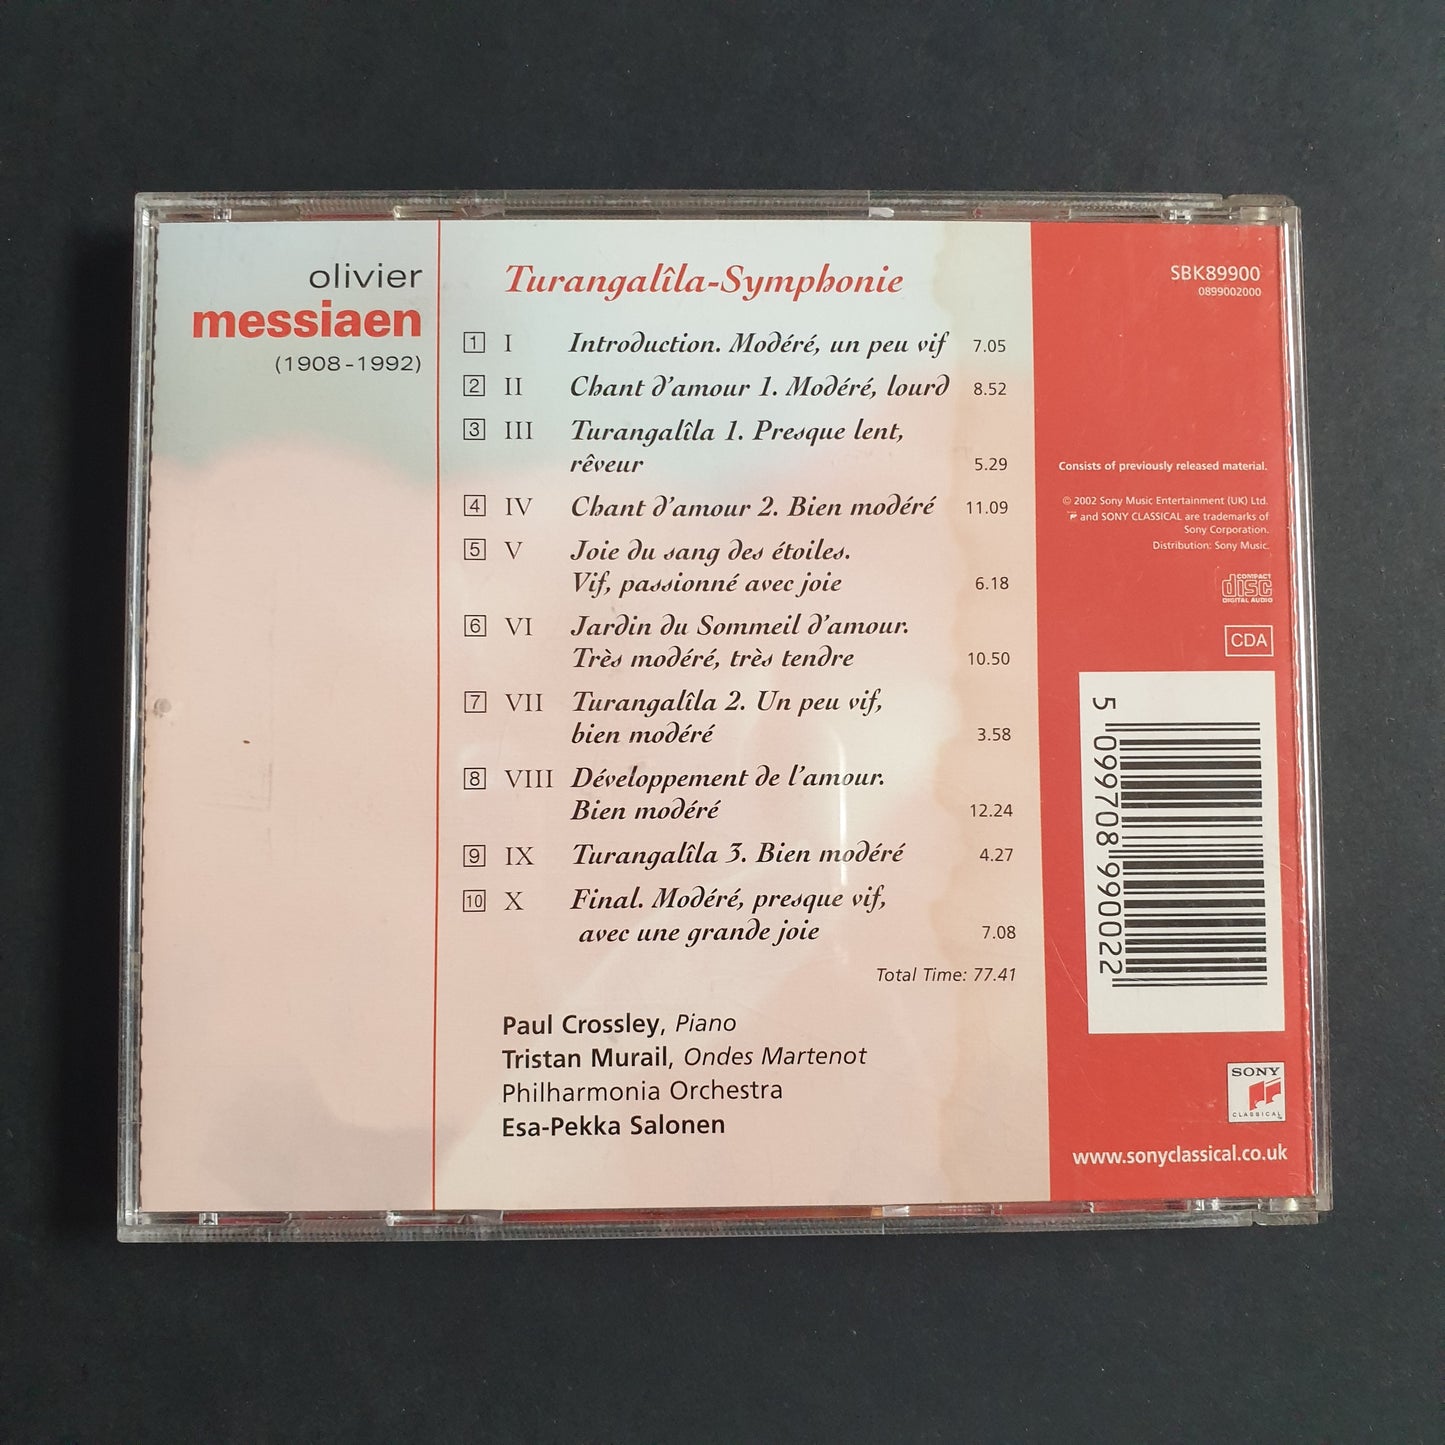 olivier
messiaen
(1908-1992)
Turangalîla-Symphonie
1 I Introduction. Modéré, un peu vif 7.05
2 II Chant d'amour 1. Modéré, lourd 8.52
3 III Turangalîla 1. Presque lent,
rêveur 5.29
4 IV Chant d'amour 2. Bien modéré 11.09
5 V Joie du sang des étoiles.
Vif, passionné avec joie 6.18
6 VI Jardin du Sommeil d'amour.
Très modéré, très tendre 10.50
7 VII Turangalîla 2. Un peu vif,
bien modéré 3.58
8 VIII Développement de l'amour.
Bien modéré 12.24
9 IX Turangalîla 3. Bien modéré 4.27
10 X Final. Modéré, presque vif,
avec une grande joie 7.08
Total Time: 77.41
Paul Crossley, Piano
Tristan Murail, Ondes Martenot
Philharmonia Orchestra
Esa-Pekka Salonen
SBK89900
0899002000
Consists of previously released material.
© 2002 Sony Music Entertainment (UK) Ltd.
and SONY CLASSICAL are trademarks of
Sony Corporation.
Distribution: Sony Music.
COMPACT
disc
DIGITAL AUDIO
CDA
5 099708 990022
SONY
CLASSICAL
www.sonyclassical.co.uk